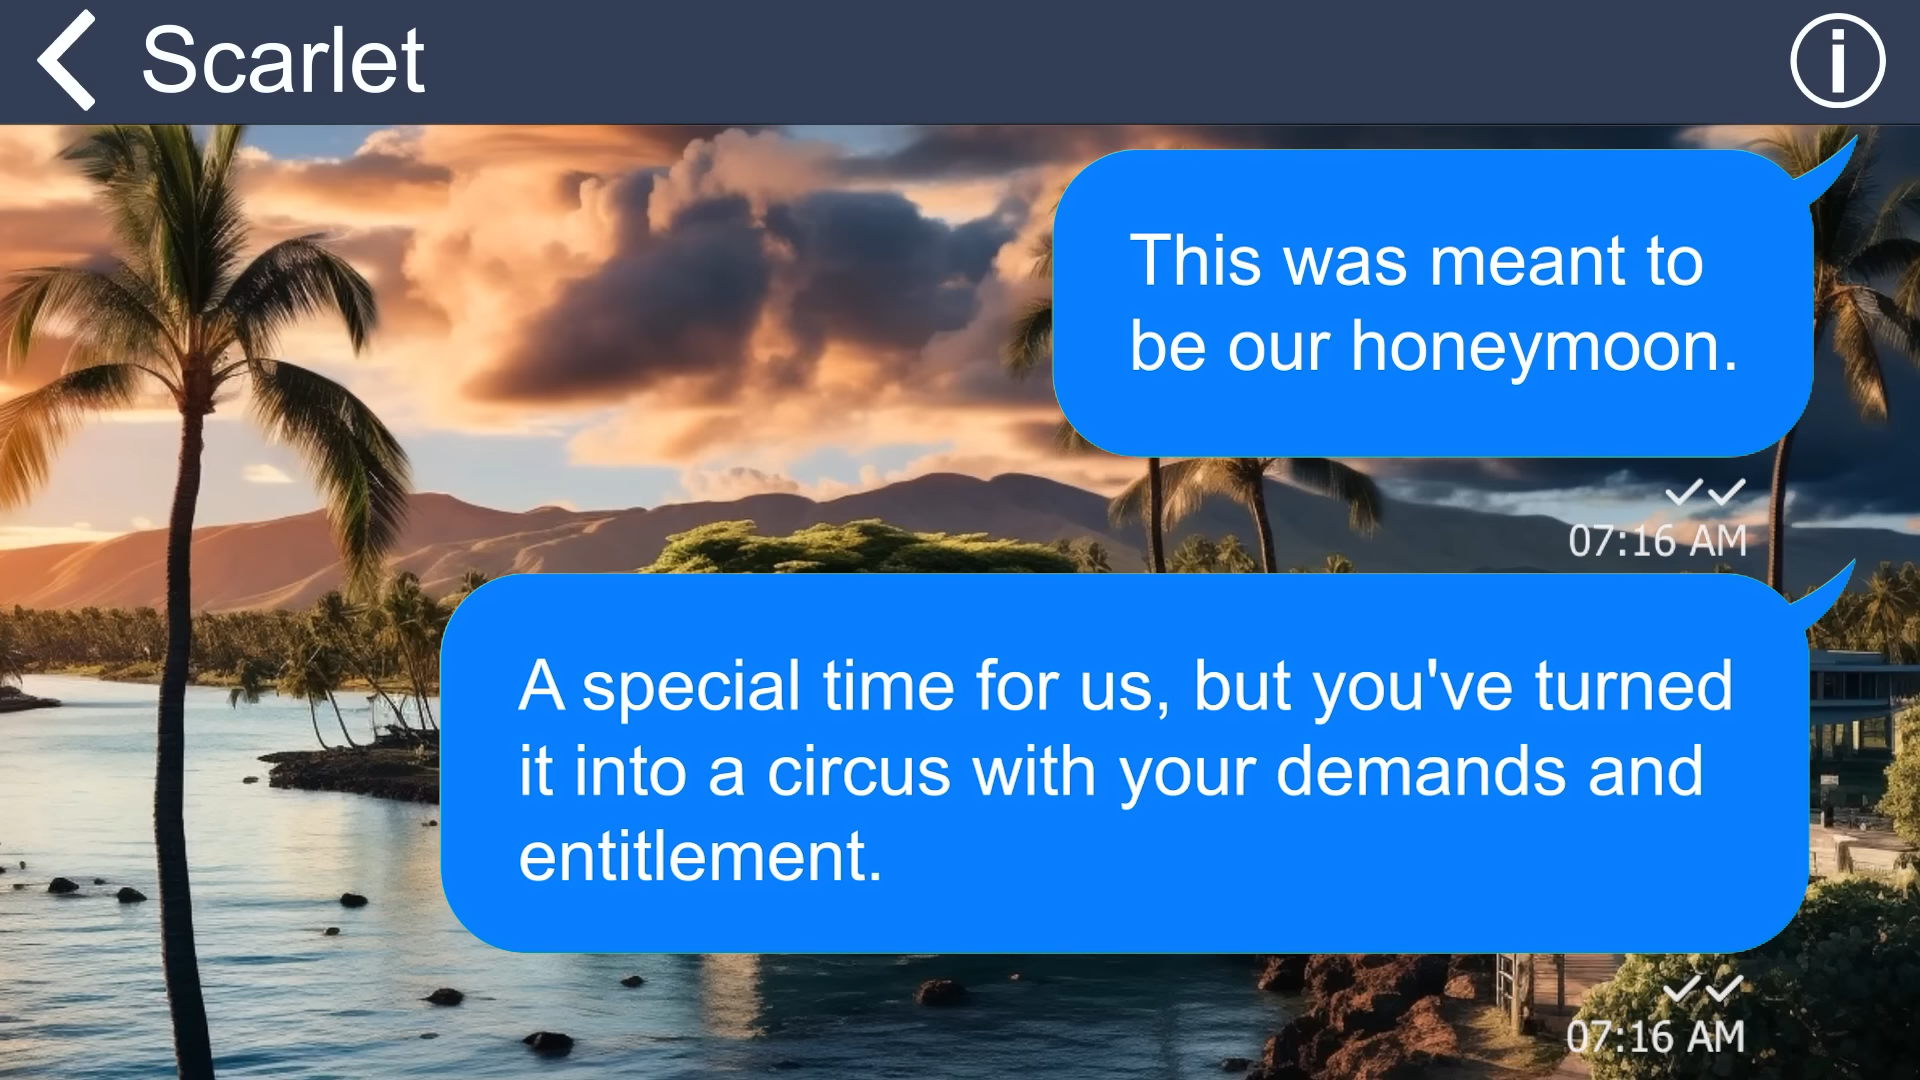 Scarlet
This was meant to
be our honeymoon.
07:16 AM
A special time for us, but you've turned
it into a circus with your demands and
entitlement.
07:16 AM